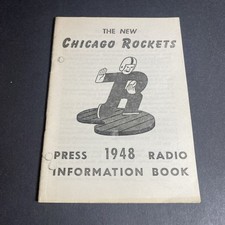 THE NEW
CHICAGO ROCKETS
R
PRESS 1948 RADIO
INFORMATION BOOK